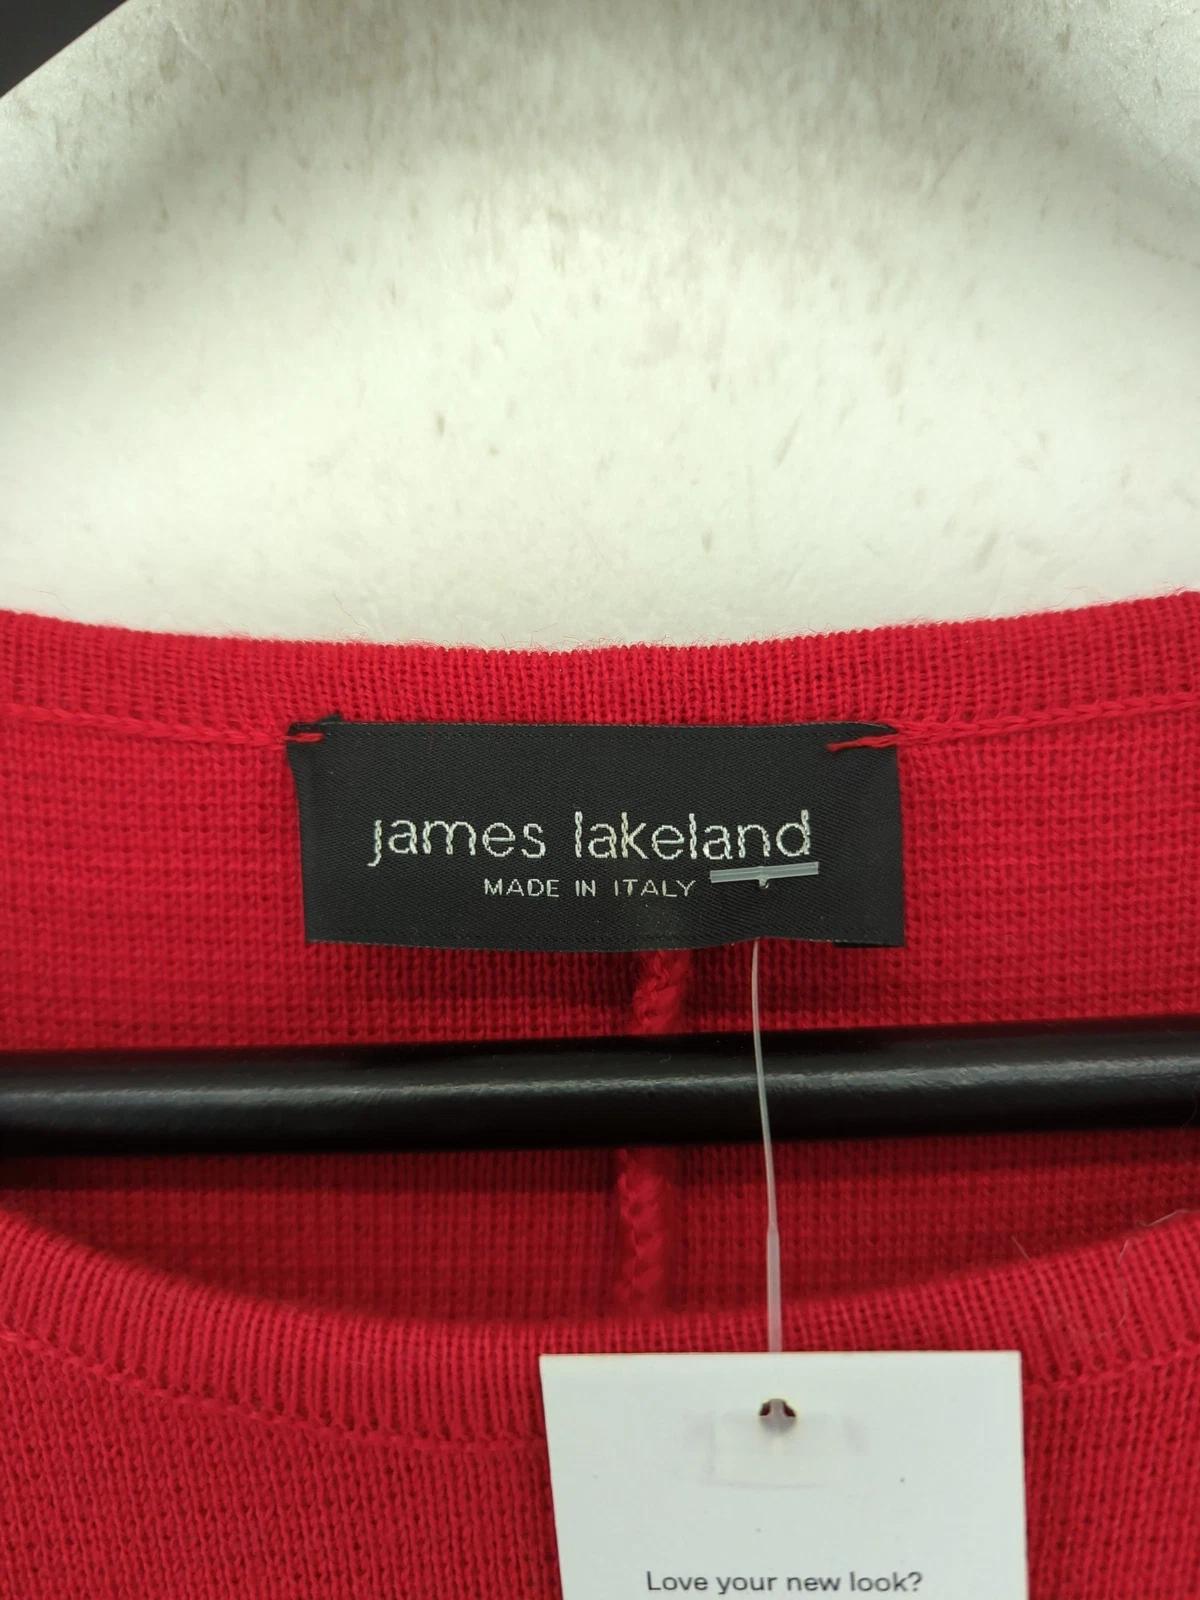 james lakeland
MADE IN ITALY
Love your new look?